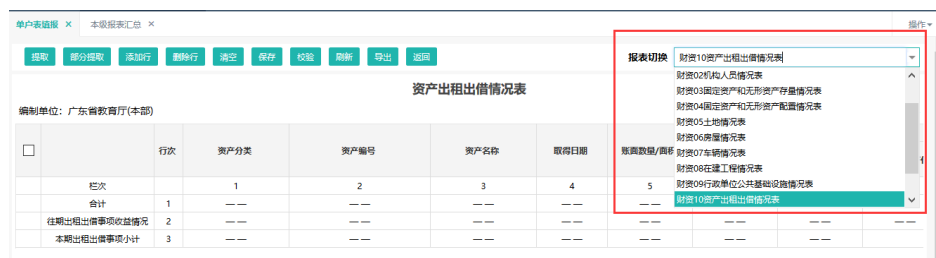 单户表填报 × 本级报表汇总 × 操作
提取 部分提取 添加行 删除行 清空 保存 校验 刷新 导出 返回 报表切换 财资10资产出租出借情况表
财资02机构人员情况表
财资03固定资产和无形资产存量情况表
财资04固定资产和无形资产配置情况表
财资05土地情况表
财资06房屋情况表
财资07车辆情况表
财资08在建工程情况表
财资09行政单位公共基础设施情况表
财资10资产出租出借情况表
资产出租出借情况表
编制单位：广东省教育厅(本部)
行次 资产分类 资产编号 资产名称 取得日期 账面数量/面积
栏次 1 2 3 4 5
合计 1 — — — — — — — — — — — — — —
往期出租出借事项收益情况 2 — — — — — — — — — — — — — — — —
本期出租出借事项小计 3 — — — — — — — — — — — — — —